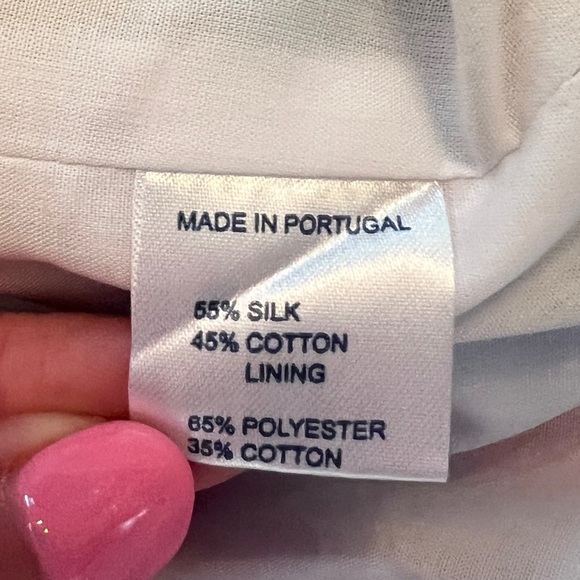 MADE IN PORTUGAL
55% SILK
45% COTTON
LINING
65% POLYESTER
35% COTTON